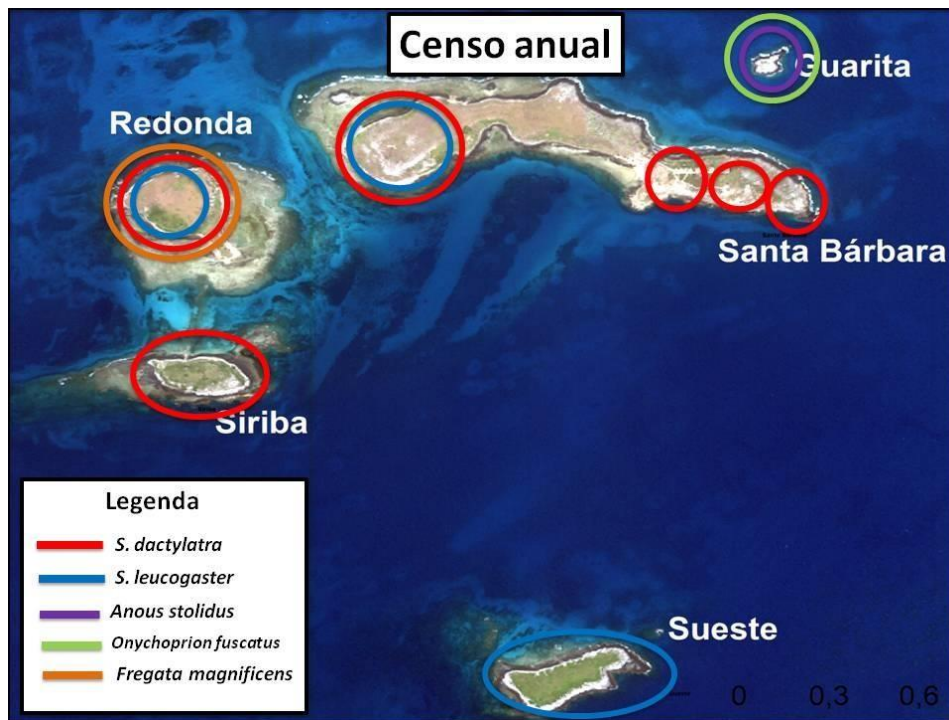 Censo anual
Guarita
Redonda
Santa Bárbara
Siriba
Legenda
S. dactylatra
S. leucogaster
Anous stolidus
Onychoprion fuscatus
Fregata magnificens
Sueste
0 0,3 0,6